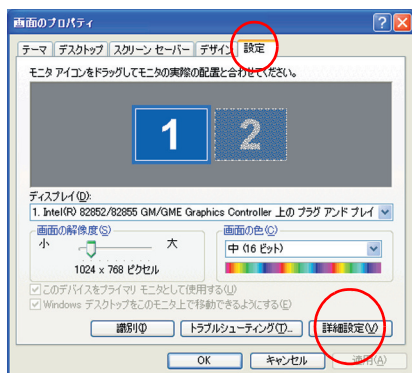 画面のプロパティ
テーマ デスクトップ スクリーン セーバー デザイン 設定
モニタ アイコンをドラッグしてモニタの実際の配置と合わせてください。
1 2
ディスプレイ(D):
1. Intel(R) 82852/82855 GM/GME Graphics Controller 上の プラグ アンド プレイ
画面の解像度(S) 画面の色(C)
小 大 中 (16 ビット)
1024 x 768 ピクセル
このデバイスをプライマリ モニタとして使用する(U)
Windows デスクトップをこのモニタ上で移動できるようにする(E)
識別(I) トラブルシューティング(T)... 詳細設定(V)
OK キャンセル 適用(A)